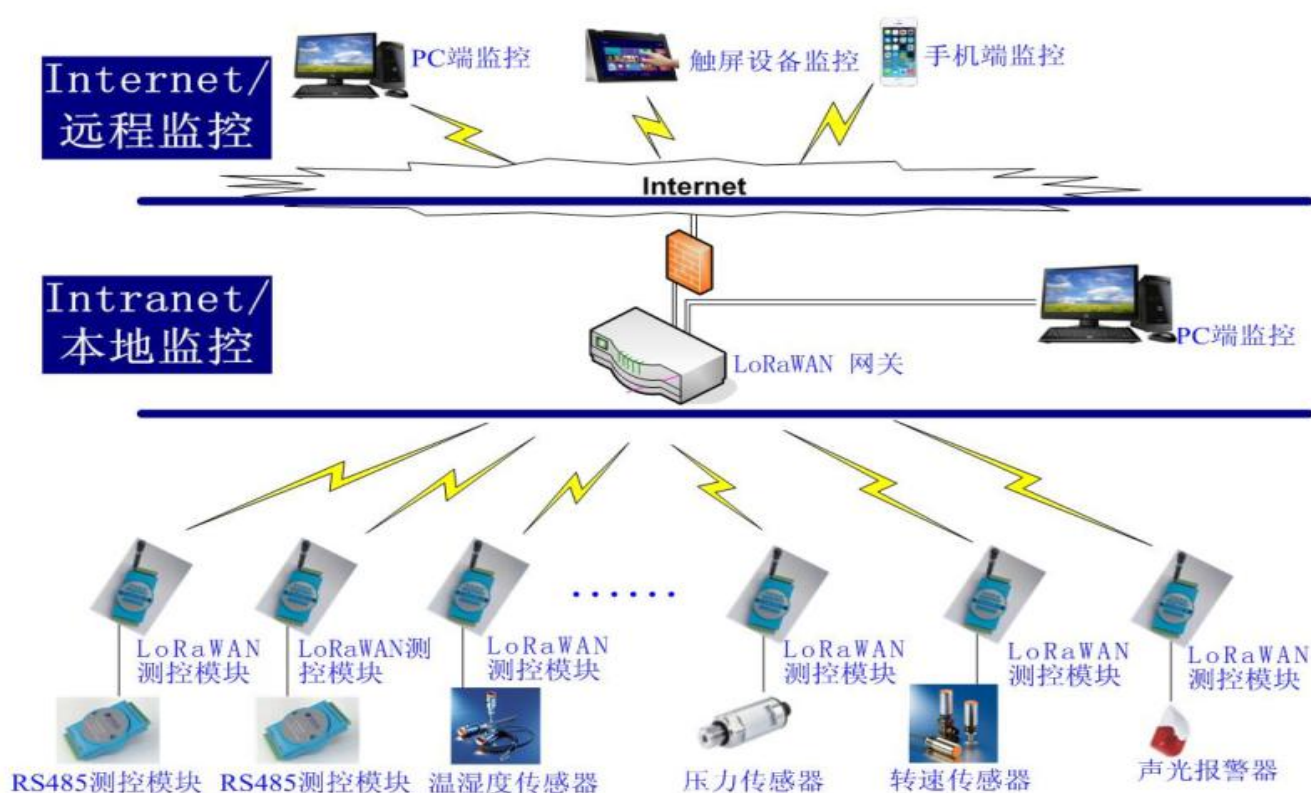 PC端监控
触屏设备监控
手机端监控
Internet/
远程监控
Internet
Intranet/
本地监控
PC端监控
LoRaWAN 网关
······
LoRaWAN
测控模块
LoRaWAN测
控模块
LoRaWAN
测控模块
LoRaWAN
测控模块
LoRaWAN
测控模块
LoRaWAN
测控模块
RS485测控模块
RS485测控模块
温湿度传感器
压力传感器
转速传感器
声光报警器